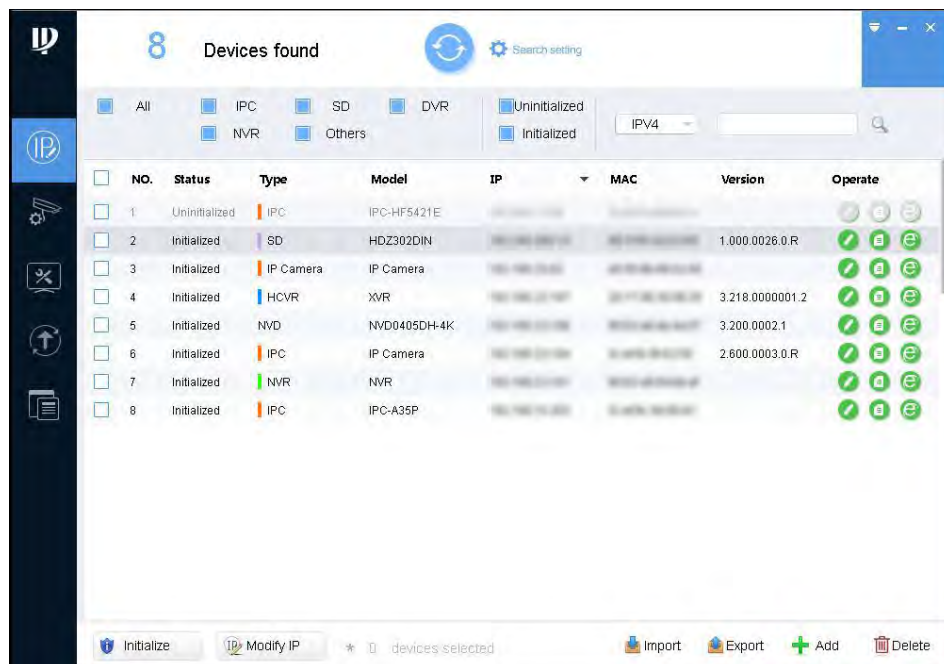 8 Devices found Search setting
All IPC SD DVR Uninitialized
NVR Others Initialized IPV4
IP
NO. Status Type Model IP MAC Version Operate
1 Uninitialized IPC IPC-HF5421E
2 Initialized SD HDZ302DIN 1.000.0026.0.R
3 Initialized IP Camera IP Camera
4 Initialized HCVR XVR 3.218.0000001.2
5 Initialized NVD NVD0405DH-4K 3.200.0002.1
6 Initialized IPC IP Camera 2.600.0003.0.R
7 Initialized NVR NVR
8 Initialized IPC IPC-A35P
Initialize IP Modify IP * 0 devices selected Import Export Add Delete